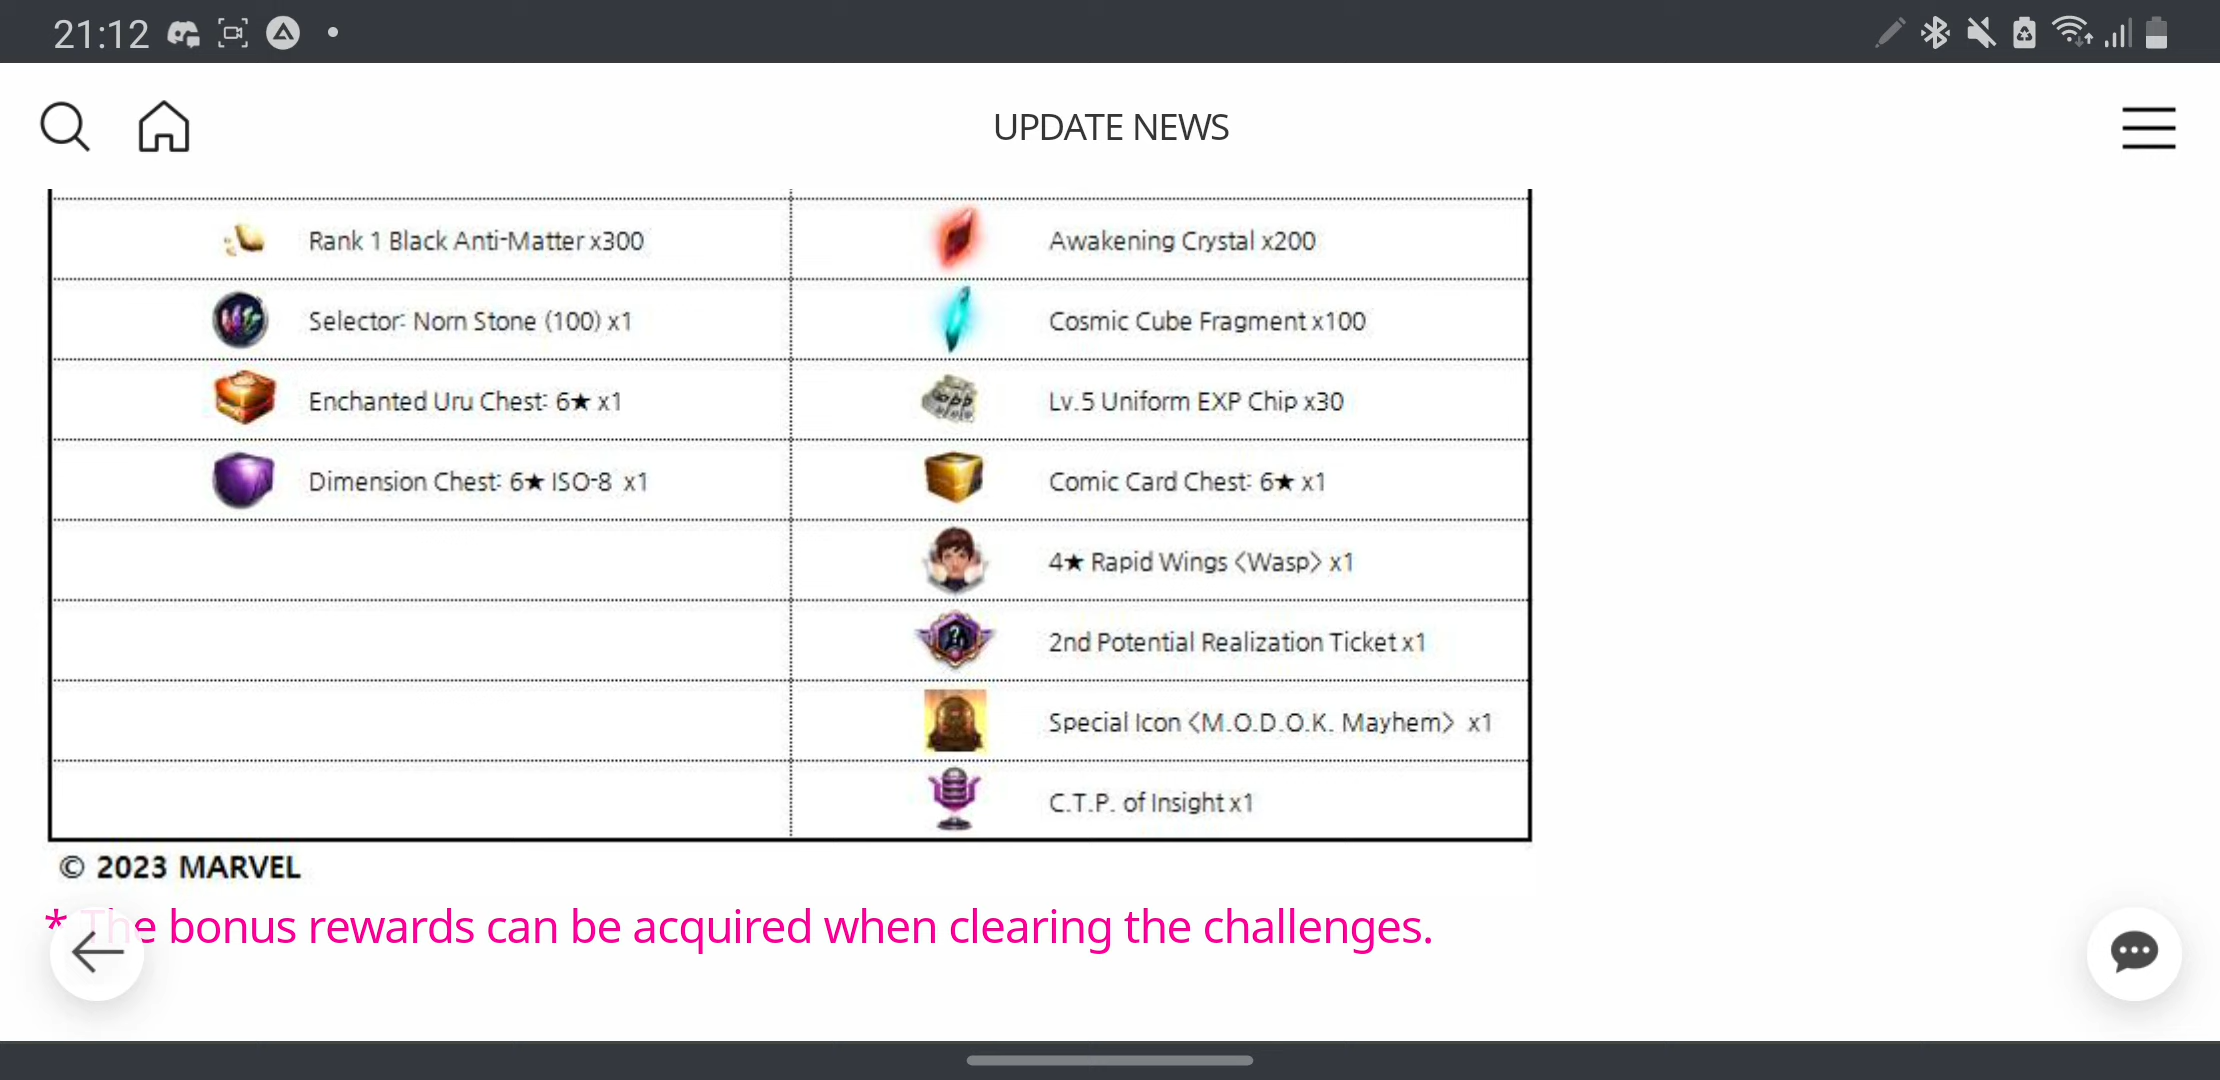 21:12
UPDATE NEWS
Rank 1 Black Anti-Matter x300
Awakening Crystal x200
Selector: Norn Stone (100) x1
Cosmic Cube Fragment x100
Enchanted Uru Chest: 6★ x1
Lv.5 Uniform EXP Chip x30
Dimension Chest: 6★ ISO-8 x1
Comic Card Chest: 6★ x1
4★ Rapid Wings <Wasp> x1
2nd Potential Realization Ticket x1
Special Icon <M.O.D.O.K. Mayhem> x1
C.T.P. of Insight x1
© 2023 MARVEL
* The bonus rewards can be acquired when clearing the challenges.